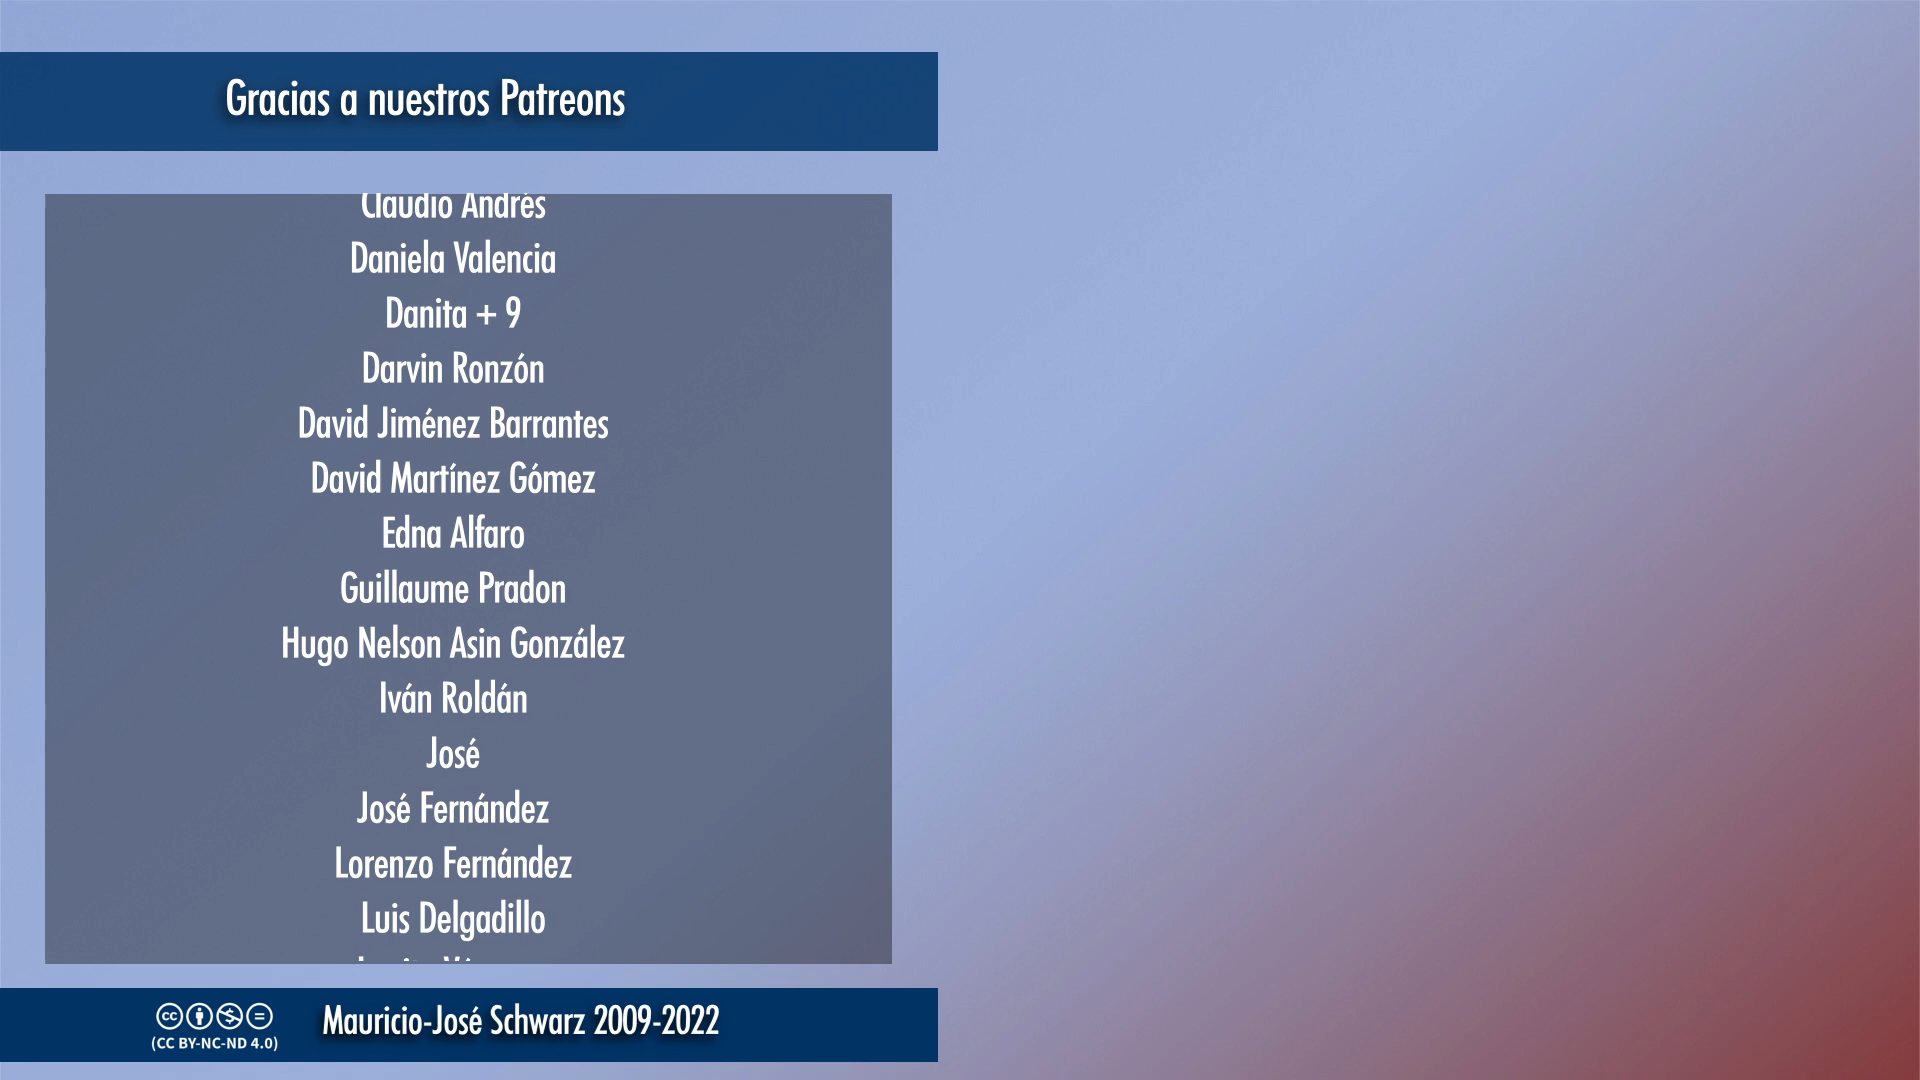 Gracias a nuestros Patreons
Claudio Andrés
Daniela Valencia
Danita + 9
Darvin Ronzón
David Jiménez Barrantes
David Martínez Gómez
Edna Alfaro
Guillaume Pradon
Hugo Nelson Asin González
Iván Roldán
José
José Fernández
Lorenzo Fernández
Luis Delgadillo
(CC BY-NC-ND 4.0)
Mauricio-José Schwarz 2009-2022